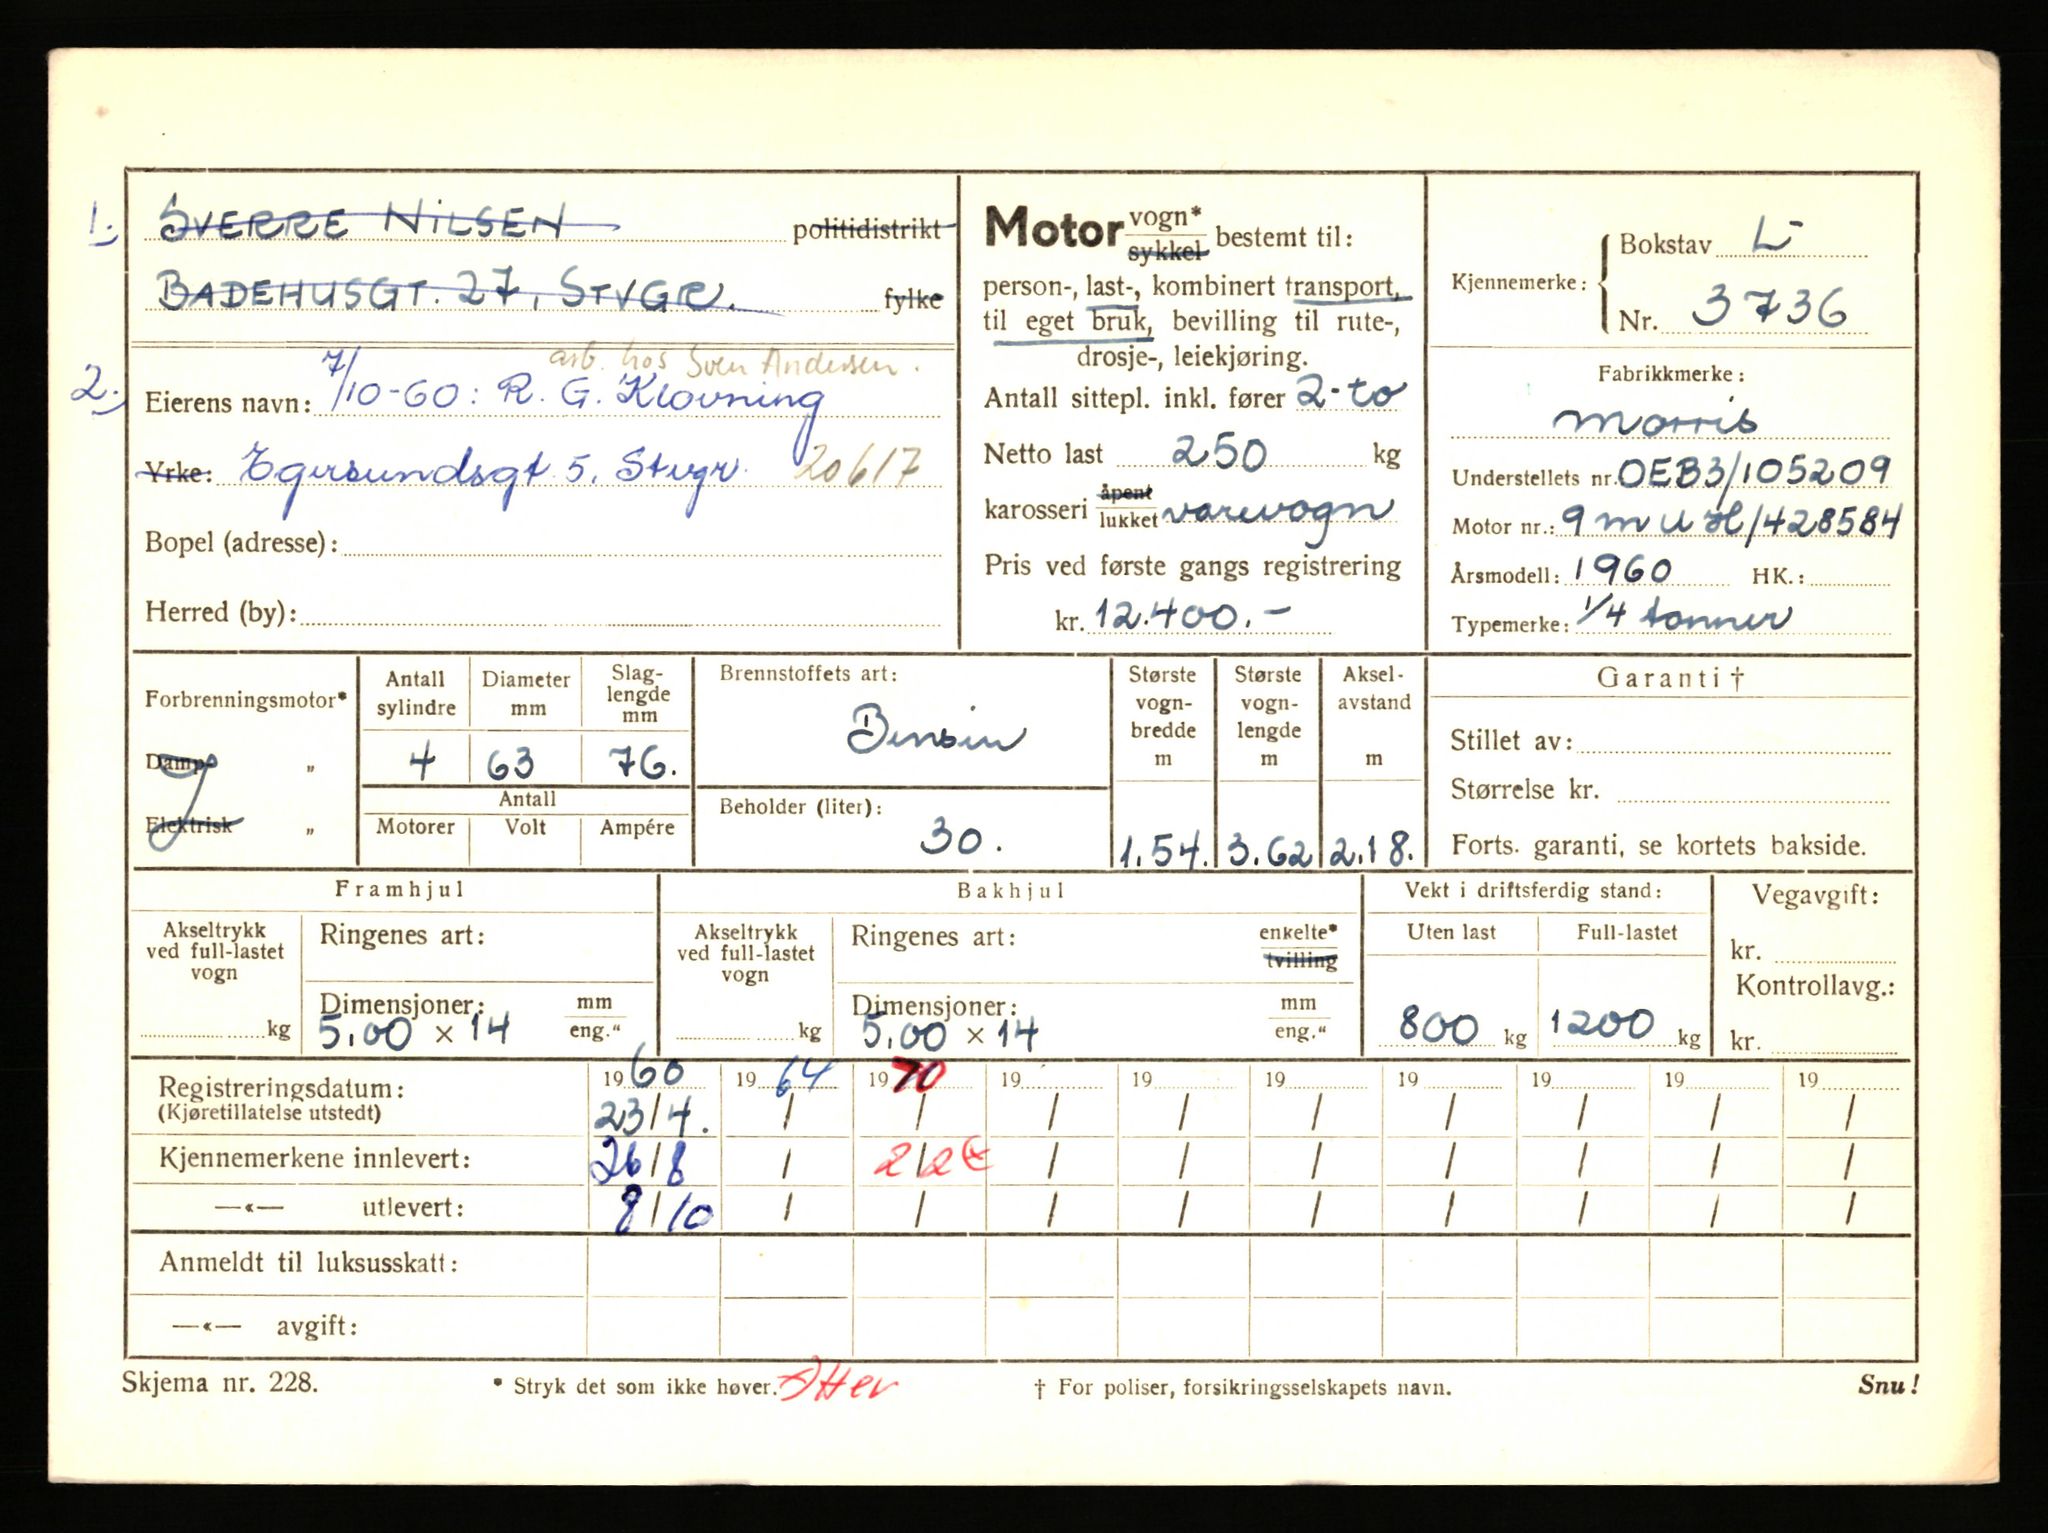 1. SVERRE NILSEN politidistrikt
BADEHUSGT. 27, STVGR. fylke
arb. hos Sven Andersen.
2. Eierens navn: 7/10-60: R. G. Klovning
Yrke: Egersundsgt. 5, Stvgr. 20617
Bopel (adresse):
Herred (by):
Motor vogn* / sykkel bestemt til:
person-, last-, kombinert transport,
til eget bruk, bevilling til rute-,
drosje-, leiekjøring.
Antall sittepl. inkl. fører 2-to
Netto last 250 kg
karosseri åpent / lukket varevogn
Pris ved første gangs registrering
kr. 12.400.-
Kjennemerke: Bokstav L-
Nr. 3736
Fabrikkmerke:
Morris
Understellets nr. OEB3/105209
Motor nr.: 9 m u H/428584
Årsmodell: 1960 HK.:
Typemerke: 1/4 tonner
Forbrenningsmotor*
Damp- "
Elektrisk "
Antall sylindre Diameter mm Slag-lengde mm
4 63 76.
Antall
Motorer Volt Ampére
Brennstoffets art:
Bensin
Beholder (liter):
30.
Største vogn-bredde m Største vogn-lengde m Aksel-avstand m
1.54. 3.62 2.18.
Garanti †
Stillet av:
Størrelse kr.
Forts. garanti, se kortets bakside.
Framhjul
Akseltrykk ved full-lastet vogn
kg
Ringenes art:
Dimensjoner: mm / eng."
5.00 × 14
Bakhjul
Akseltrykk ved full-lastet vogn
kg
Ringenes art: enkelte* / tvilling
Dimensjoner: mm / eng."
5.00 × 14
Vekt i driftsferdig stand:
Uten last Full-lastet
800 kg 1200 kg
Vegavgift:
kr.
Kontrollavg.:
kr.
Registreringsdatum: 1960 1964 1970 19 19 19 19 19 19 19
(Kjøretillatelse utstedt) 23/4. / / / / / / / / /
Kjennemerkene innlevert: 26/8 / 2/2 / / / / / / /
—«— utlevert: 8/10 / / / / / / / / /
Anmeldt til luksusskatt:
—«— avgift:
Skjema nr. 228. * Stryk det som ikke høver. † For poliser, forsikringsselskapets navn. Snu!